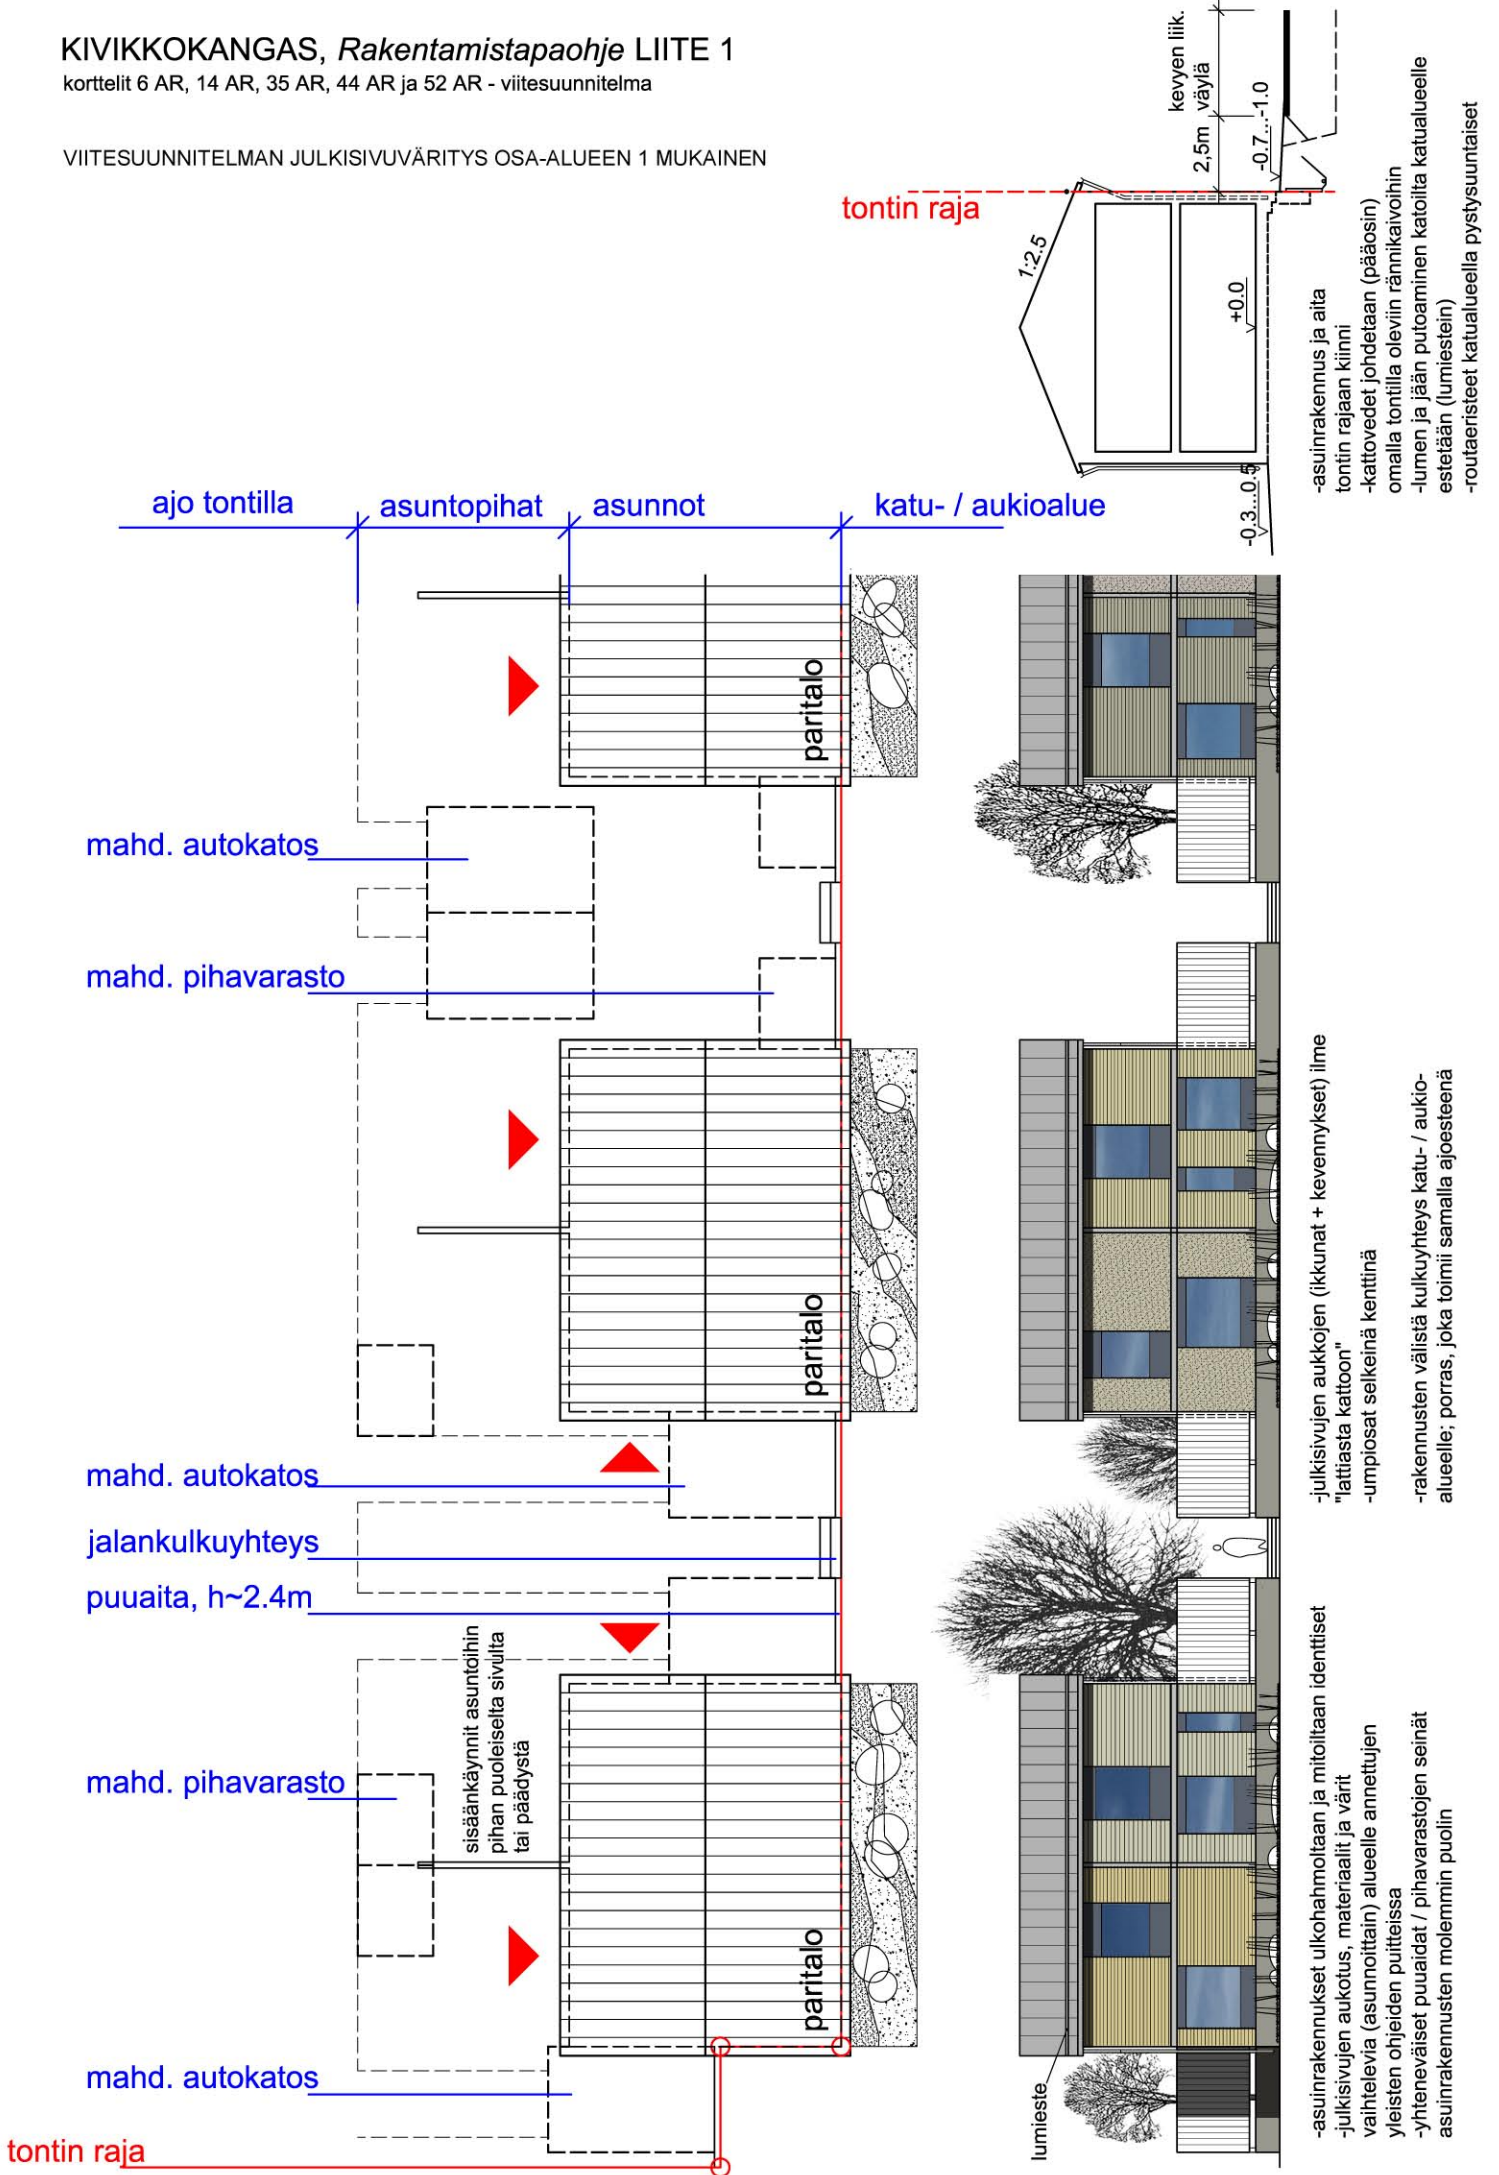 KIVIKKOKANGAS, Rakentamistapaohje LIITE 1
korttelit 6 AR, 14 AR, 35 AR, 44 AR ja 52 AR - viitesuunnitelma
VIITESUUNNITELMAN JULKISIVUVÄRITYS OSA-ALUEEN 1 MUKAINEN
tontin raja
1:2.5
+0.0
-0.3...0.5
2,5m
kevyen liik.
väylä
-0.7...-1.0
-asuinrakennus ja aita
tontin rajaan kiinni
-kattovedet johdetaan (pääosin)
omalla tontilla oleviin rännikaivoihin
-lumen ja jään putoaminen katoilta katualueelle
estetään (lumiestein)
-routaeristeet katualueella pystysuuntaiset
ajo tontilla
asuntopihat
asunnot
katu- / aukioalue
paritalo
mahd. autokatos
mahd. pihavarasto
paritalo
mahd. autokatos
jalankulkuyhteys
puuaita, h~2.4m
sisäänkäynnit asuntoihin
pihan puoleiselta sivulta
tai päädystä
mahd. pihavarasto
paritalo
mahd. autokatos
tontin raja
lumieste
-julkisivujen aukkojen (ikkunat + kevennykset) ilme
"lattiasta kattoon"
-umpiosat selkeinä kenttinä
-rakennusten välistä kulkuyhteys katu- / aukio-
alueelle; porras, joka toimii samalla ajoesteenä
-asuinrakennukset ulkohahmoltaan ja mitoiltaan identtiset
-julkisivujen aukotus, materiaalit ja värit
vaihtelevia (asunnoittain) alueelle annettujen
yleisten ohjeiden puitteissa
-yhteneväiset puuaidat / pihavarastojen seinät
asuinrakennusten molemmin puolin